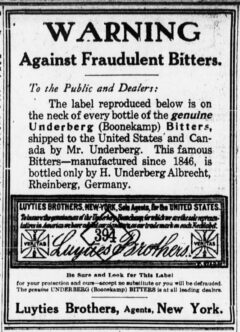 WARNING
Against Fraudulent Bitters.
To the Public and Dealers:
The label reproduced below is on
the neck of every bottle of the genuine
Underberg (Boonekamp) Bitters,
shipped to the United States and Can-
ada by Mr. Underberg. This famous
Bitters—manufactured since 1846, is
bottled only by H. Underberg Albrecht,
Rheinberg, Germany.
LUYTIES BROTHERS, NEW YORK, Sole Agents, for the UNITED STATES.
394
VERITAS
VERITAS
Luyties Brothers.
Be Sure and Look for This Label
for your protection and ours—accept no substitute or you will be defrauded.
The genuine UNDERBERG (BOONEKAMP) BITTERS is at all leading dealers.
Luyties Brothers, Agents, New York.